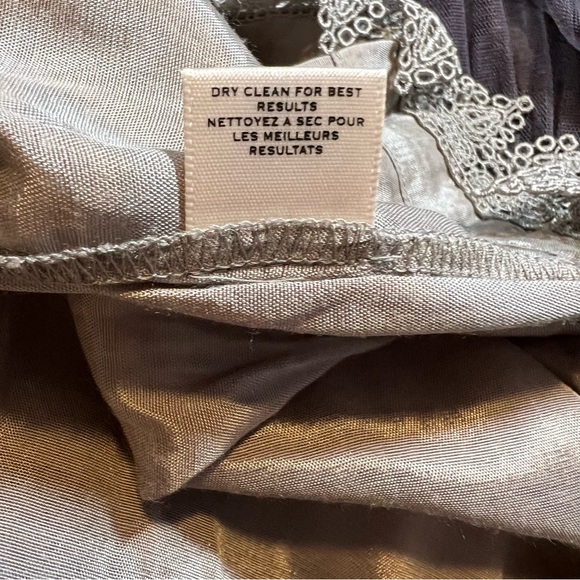 DRY CLEAN FOR BEST
RESULTS
NETTOYEZ A SEC POUR
LES MEILLEURS
RESULTATS